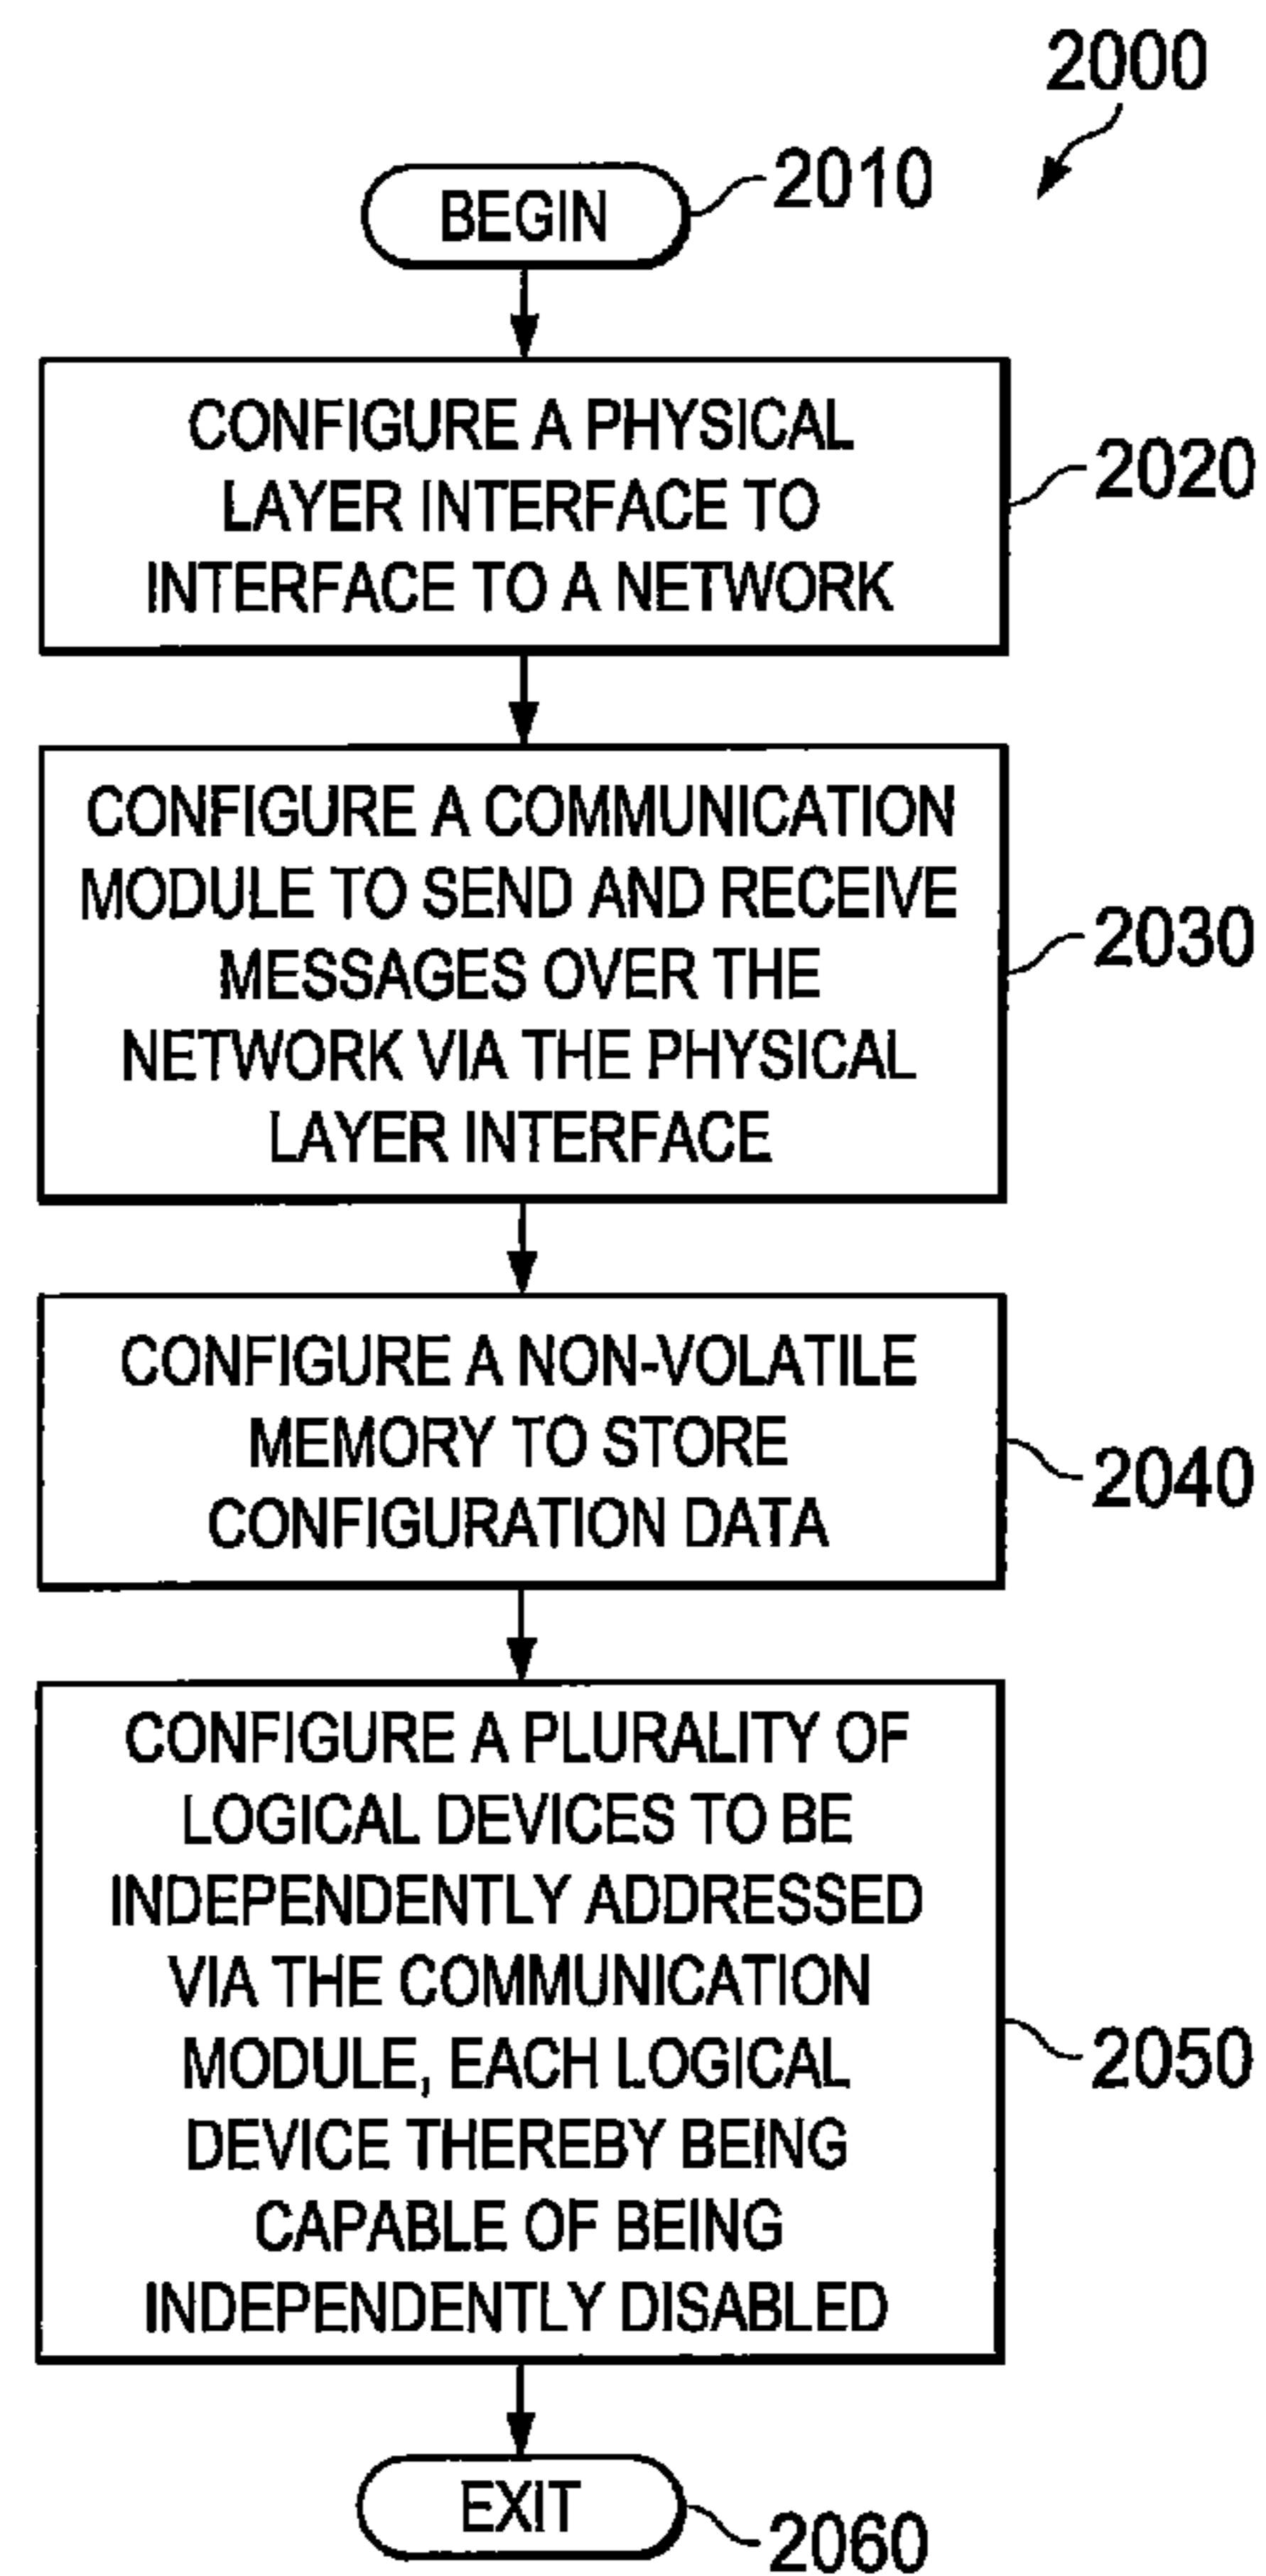 2000
BEGIN
2010
CONFIGURE A PHYSICAL
LAYER INTERFACE TO
INTERFACE TO A NETWORK
2020
CONFIGURE A COMMUNICATION
MODULE TO SEND AND RECEIVE
MESSAGES OVER THE
NETWORK VIA THE PHYSICAL
LAYER INTERFACE
2030
CONFIGURE A NON-VOLATILE
MEMORY TO STORE
CONFIGURATION DATA
2040
CONFIGURE A PLURALITY OF
LOGICAL DEVICES TO BE
INDEPENDENTLY ADDRESSED
VIA THE COMMUNICATION
MODULE, EACH LOGICAL
DEVICE THEREBY BEING
CAPABLE OF BEING
INDEPENDENTLY DISABLED
2050
EXIT
2060